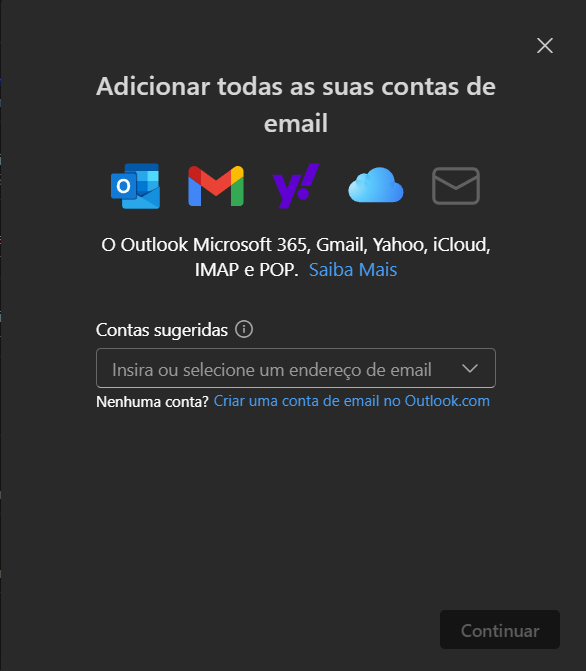 Adicionar todas as suas contas de
email
O Outlook Microsoft 365, Gmail, Yahoo, iCloud,
IMAP e POP. Saiba Mais
Contas sugeridas
Insira ou selecione um endereço de email
Nenhuma conta? Criar uma conta de email no Outlook.com
Continuar